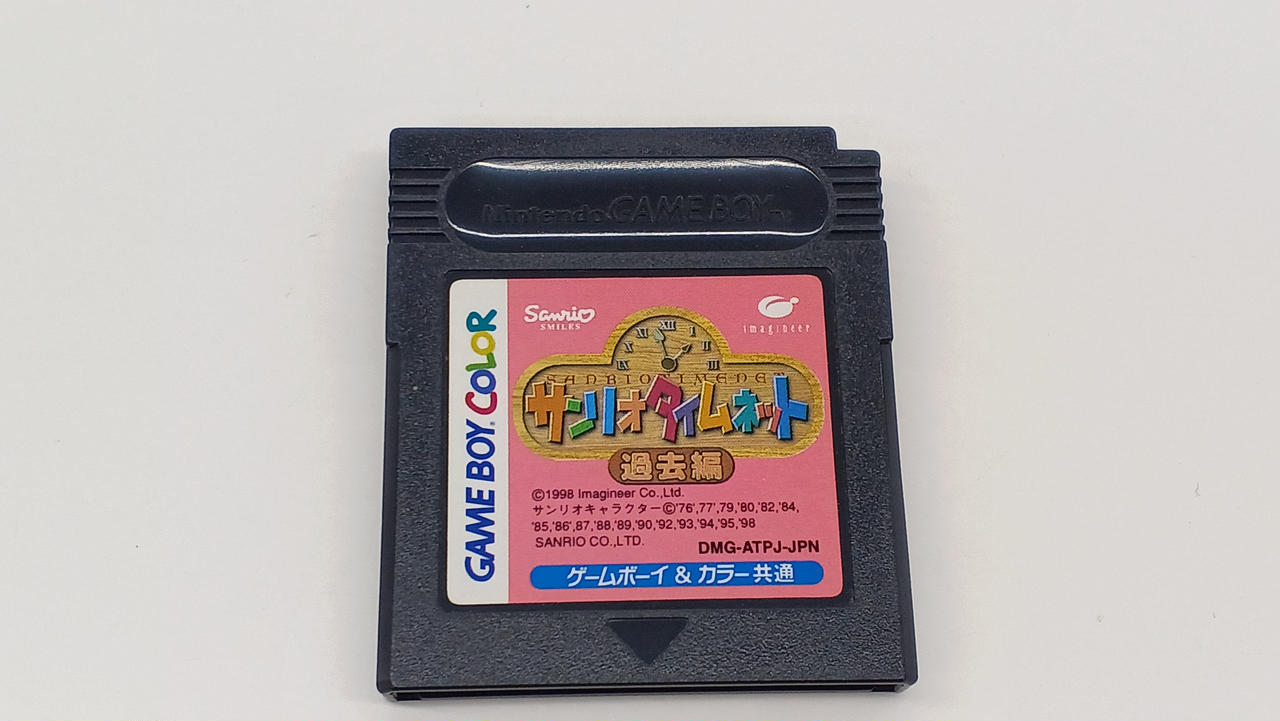 Nintendo GAME BOY™
GAME BOY COLOR
Sanrio
SMILES
imagineer
XII
SANRIO TIMENET
サンリオタイムネット
過去編
©1998 Imagineer Co.,Ltd.
サンリオキャラクター©'76','77','79,'80,'82,'84,
'85,'86','87,'88,'89,'90,'92,'93,'94,'95,'98
SANRIO CO.,LTD.
DMG-ATPJ-JPN
ゲームボーイ & カラー共通